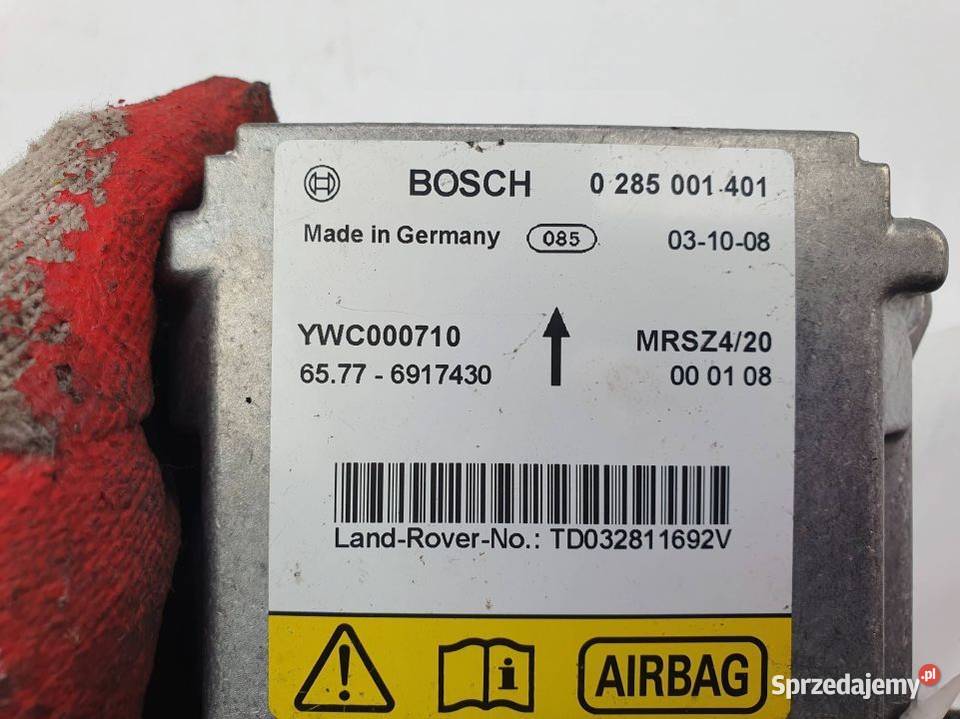 BOSCH 0 285 001 401
Made in Germany 085 03-10-08
YWC000710 MRSZ4/20
65.77 - 6917430 00 01 08
Land-Rover-No.: TD032811692V
AIRBAG
Sprzedajemy.pl